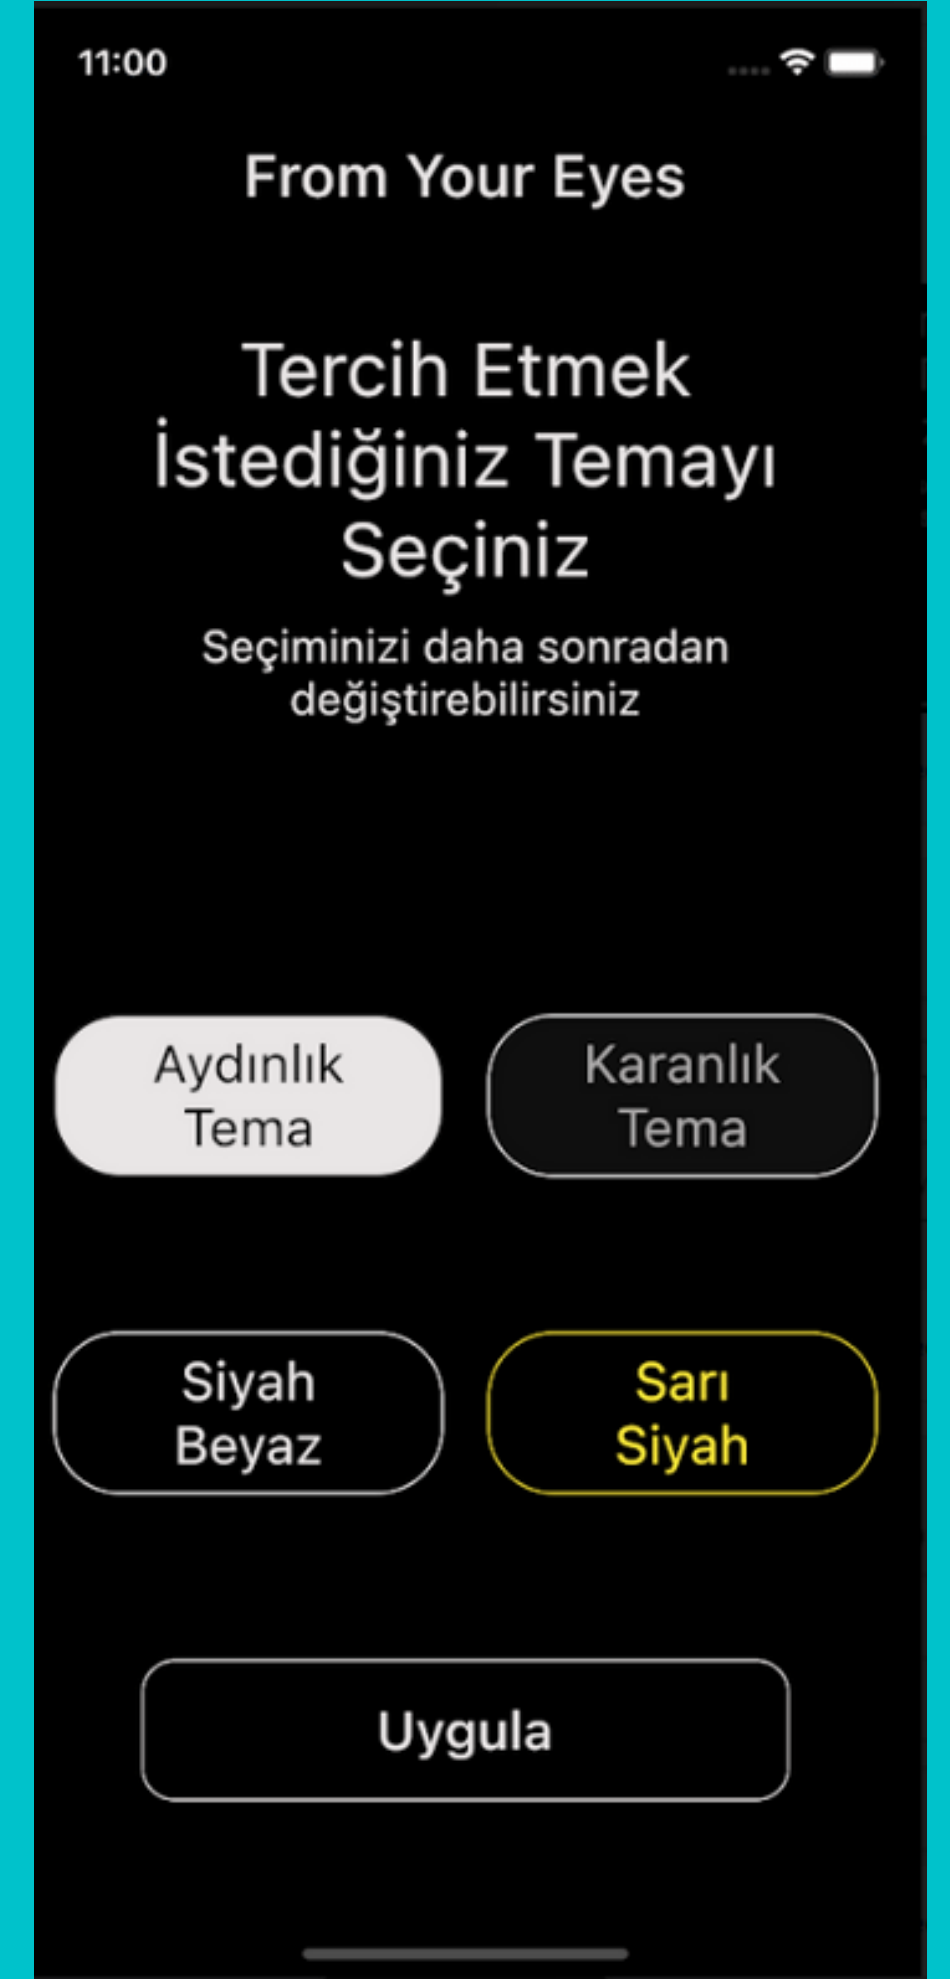 11:00
From Your Eyes
Tercih Etmek
İstediğiniz Temayı
Seçiniz
Seçiminizi daha sonradan
değiştirebilirsiniz
Aydınlık
Tema
Karanlık
Tema
Siyah
Beyaz
Sarı
Siyah
Uygula